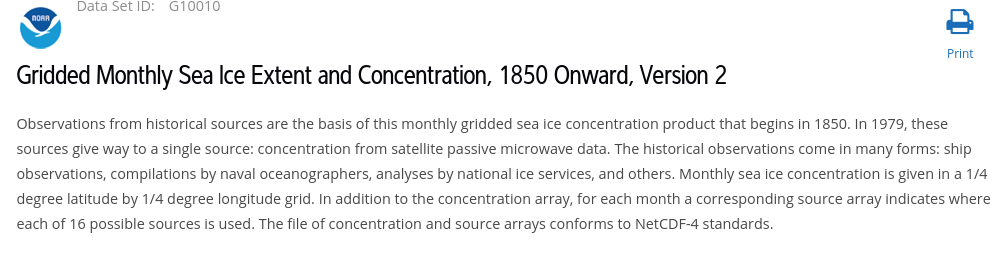 Data Set ID: G10010
NOAA
Print
Gridded Monthly Sea Ice Extent and Concentration, 1850 Onward, Version 2
Observations from historical sources are the basis of this monthly gridded sea ice concentration product that begins in 1850. In 1979, these
sources give way to a single source: concentration from satellite passive microwave data. The historical observations come in many forms: ship
observations, compilations by naval oceanographers, analyses by national ice services, and others. Monthly sea ice concentration is given in a 1/4
degree latitude by 1/4 degree longitude grid. In addition to the concentration array, for each month a corresponding source array indicates where
each of 16 possible sources is used. The file of concentration and source arrays conforms to NetCDF-4 standards.